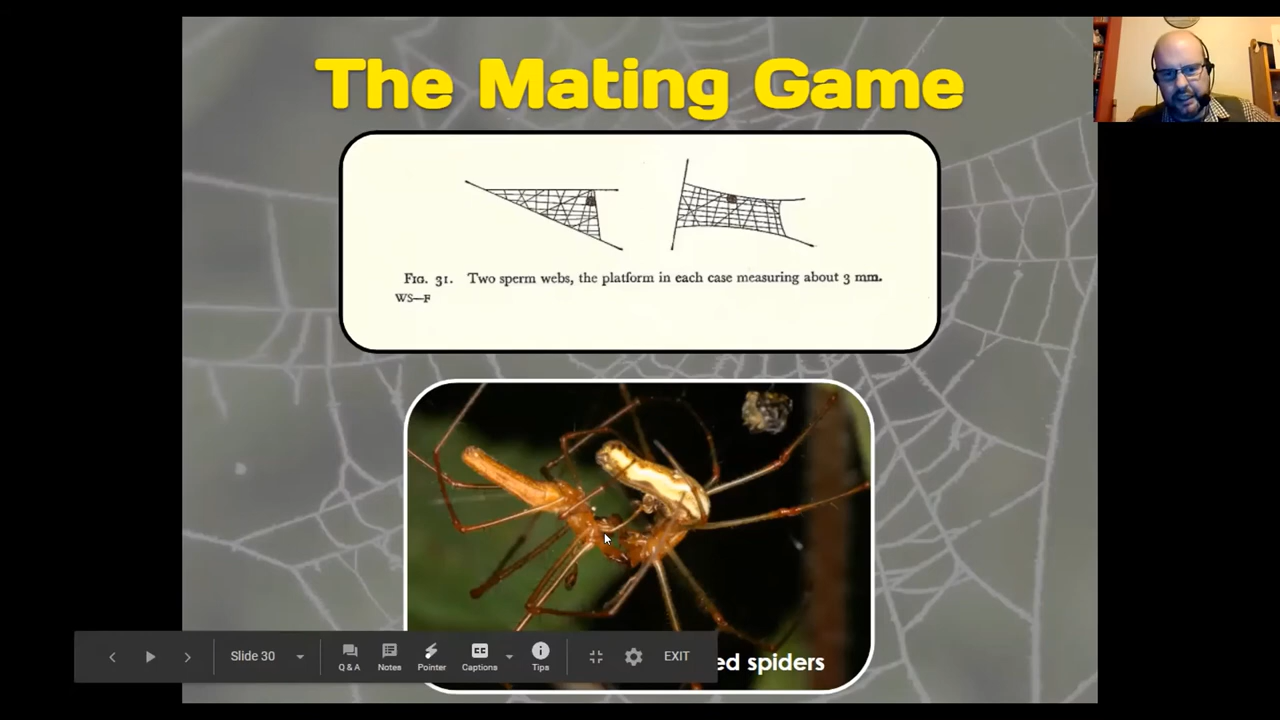 The Mating Game
FIG. 31. Two sperm webs, the platform in each case measuring about 3 mm.
WS—F
spiders
Slide 30
Q & A
Notes
Pointer
CC
Captions
Tips
EXIT